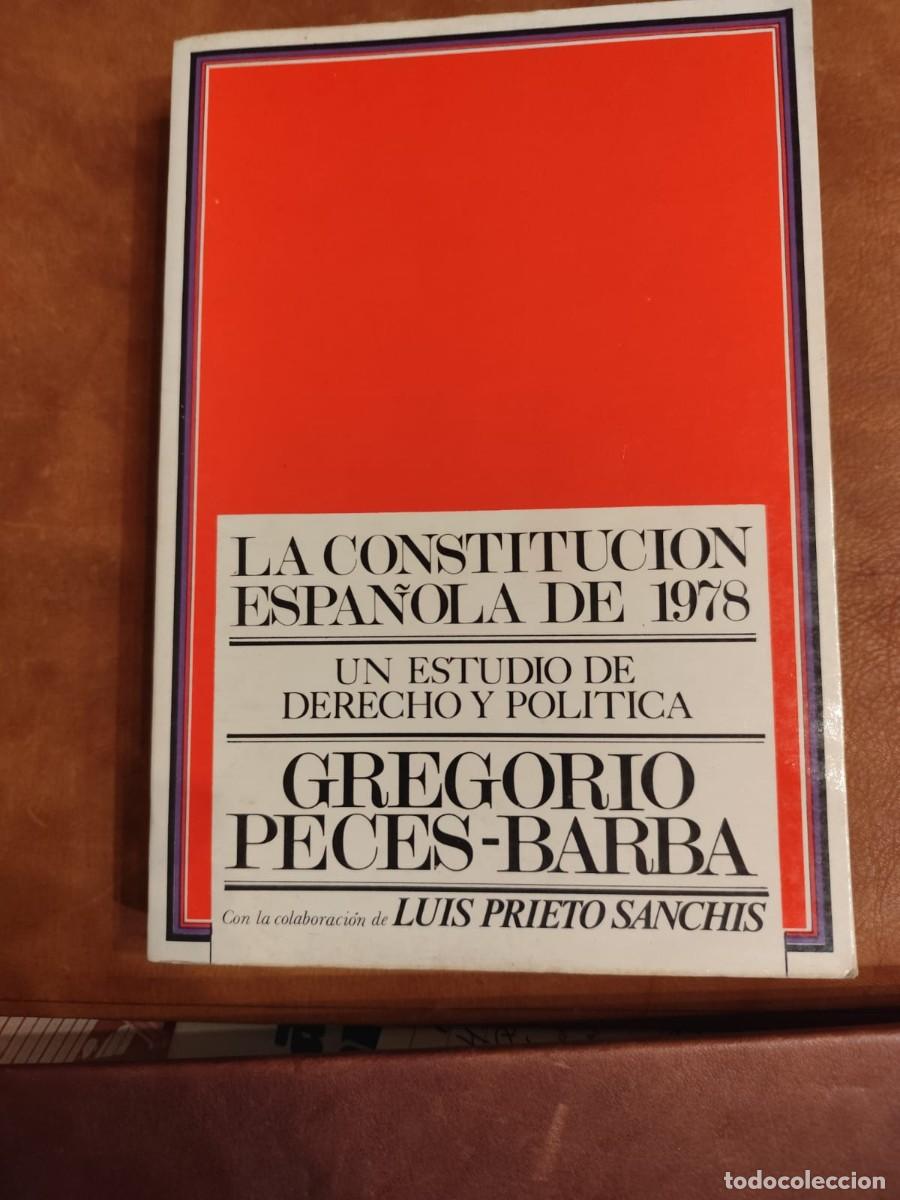 LA CONSTITUCION
ESPAÑOLA DE 1978
UN ESTUDIO DE
DERECHO Y POLITICA
GREGORIO
PECES-BARBA
Con la colaboración de LUIS PRIETO SANCHIS
todocoleccion